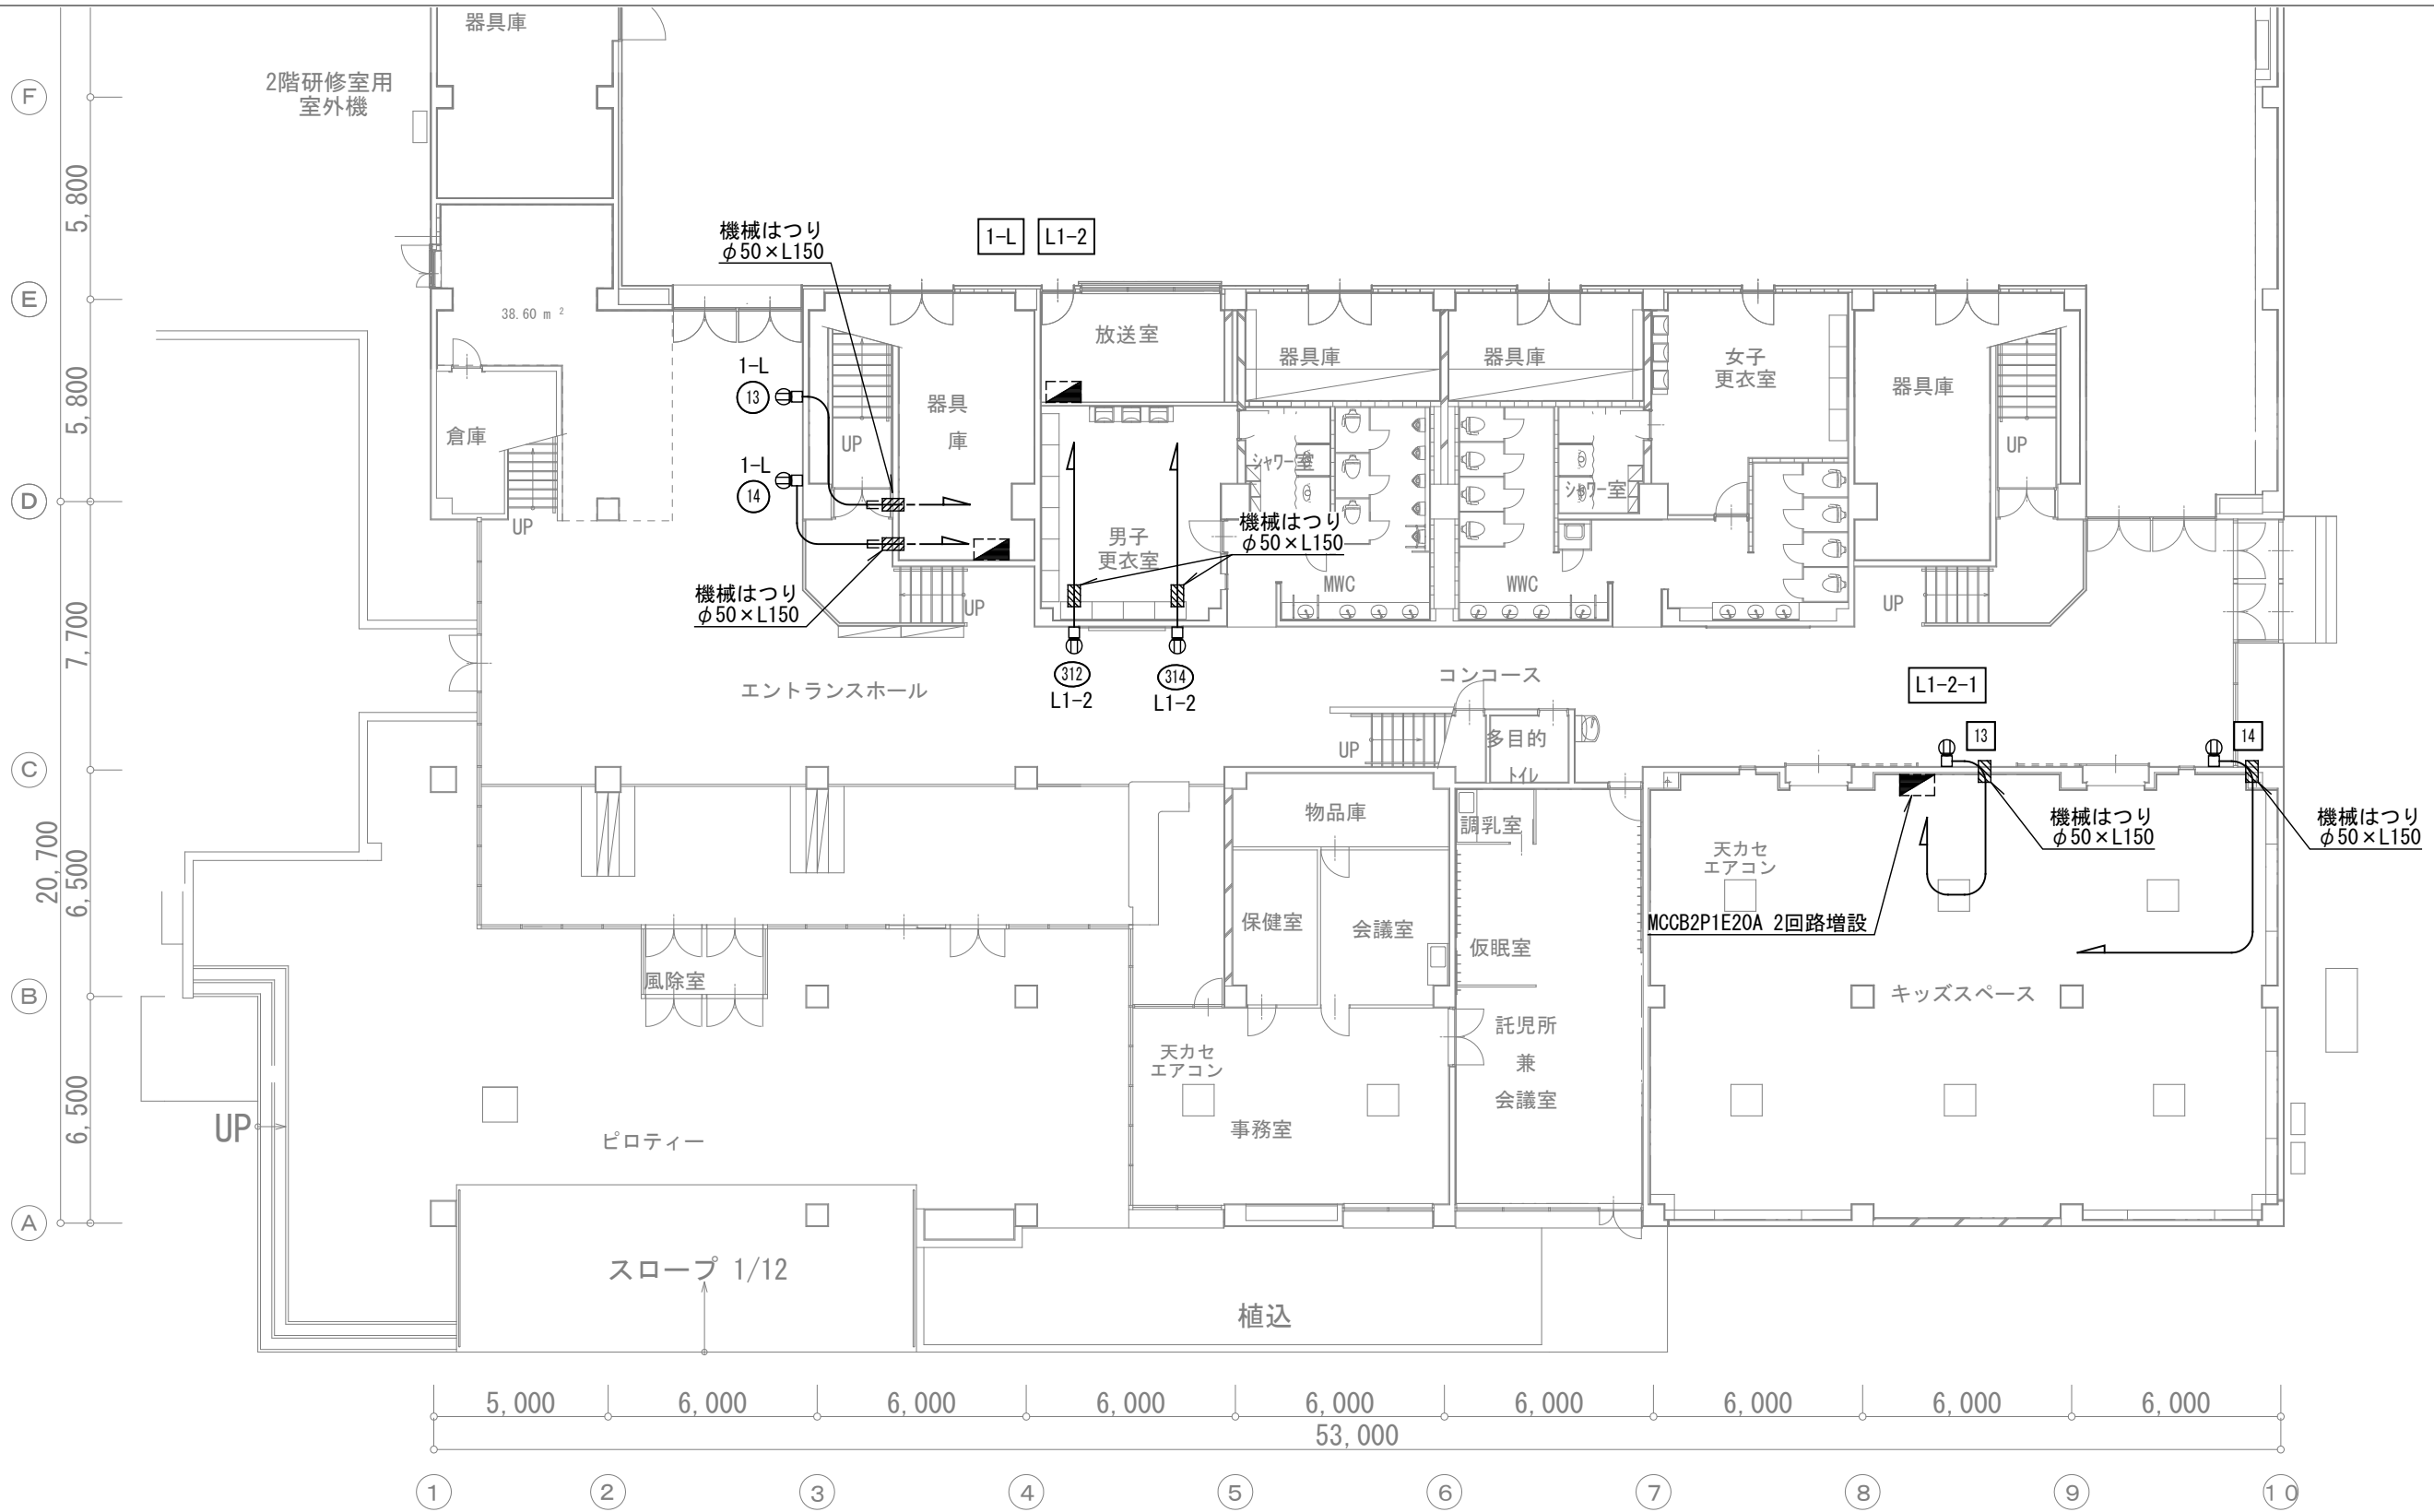 器具庫
2階研修室用
室外機
F
5,800
機械はつり
φ50×L150
1-L
L1-2
E
38.60 m 2
放送室
器具庫
器具庫
女子
更衣室
器具庫
1-L
13
5,800
器具
庫
倉庫
UP
UP
シャワー室
1-L
14
シャワー室
D
UP
機械はつり
φ50×L150
男子
更衣室
MWC
WWC
機械はつり
φ50×L150
UP
UP
7,700
312
L1-2
314
L1-2
エントランスホール
コンコース
L1-2-1
13
14
UP
多目的
トイレ
C
物品庫
調乳室
機械はつり
φ50×L150
機械はつり
φ50×L150
20,700
6,500
天カセ
エアコン
MCCB2P1E20A 2回路増設
保健室
会議室
仮眠室
風除室
B
キッズスペース
託児所
兼
会議室
天カセ
エアコン
6,500
UP
ピロティー
事務室
A
スロープ 1/12
植込
5,000
6,000
6,000
6,000
6,000
6,000
6,000
6,000
6,000
53,000
1
2
3
4
5
6
7
8
9
10